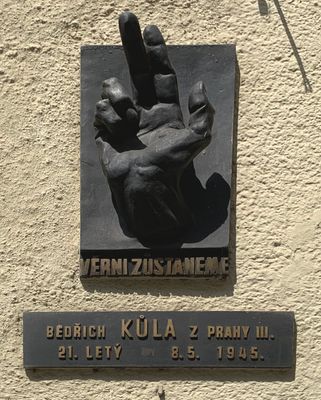 VĚRNI ZŮSTANEME
BEDŘICH KŮLA Z PRAHY III.
21. LETÝ 8.5. 1945.